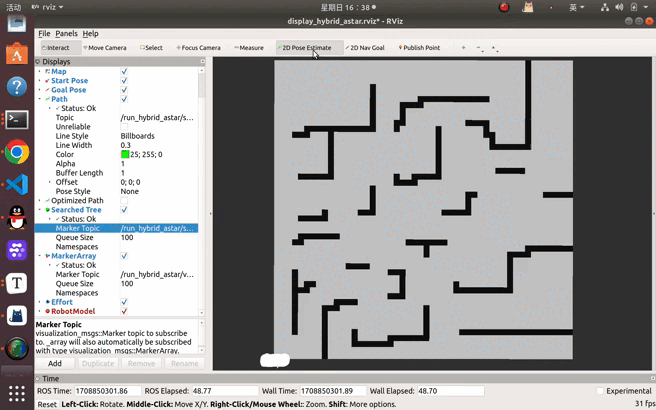 活动
rviz
星期日 16：38
英
display_hybrid_astar.rviz* - RViz
File Panels Help
Interact Move Camera Select Focus Camera Measure 2D Pose Estimate 2D Nav Goal Publish Point
Displays
Map
Start Pose
Goal Pose
Path
Status: Ok
Topic /run_hybrid_astar/s...
Unreliable
Line Style Billboards
Line Width 0.3
Color 25; 255; 0
Alpha 1
Buffer Length 1
Offset 0; 0; 0
Pose Style None
Optimized Path
Searched Tree
Status: Ok
Marker Topic /run_hybrid_astar/s...
Queue Size 100
Namespaces
MarkerArray
Status: Ok
Marker Topic /run_hybrid_astar/v...
Queue Size 100
Namespaces
Effort
RobotModel
Marker Topic
visualization_msgs::Marker topic to subscribe
to. _array will also automatically be subscribed
with type visualization_msgs::MarkerArray.
Add Duplicate Remove Rename
Time
ROS Time: 1708850301.86 ROS Elapsed: 48.77 Wall Time: 1708850301.89 Wall Elapsed: 48.70 Experimental
Reset Left-Click: Rotate. Middle-Click: Move X/Y. Right-Click/Mouse Wheel:: Zoom. Shift: More options. 31 fps